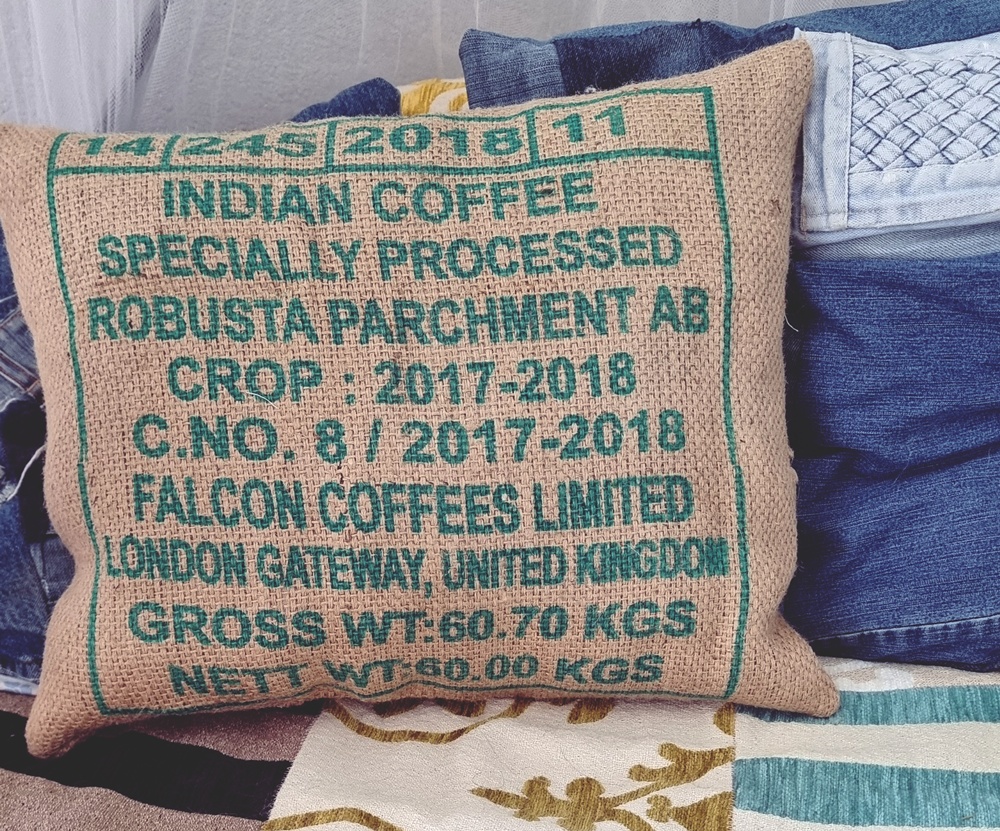 14 245 2018 11
INDIAN COFFEE
SPECIALLY PROCESSED
ROBUSTA PARCHMENT AB
CROP : 2017-2018
C.NO. 8 / 2017-2018
FALCON COFFEES LIMITED
LONDON GATEWAY, UNITED KINGDOM
GROSS WT:60.70 KGS
NETT WT:60.00 KGS